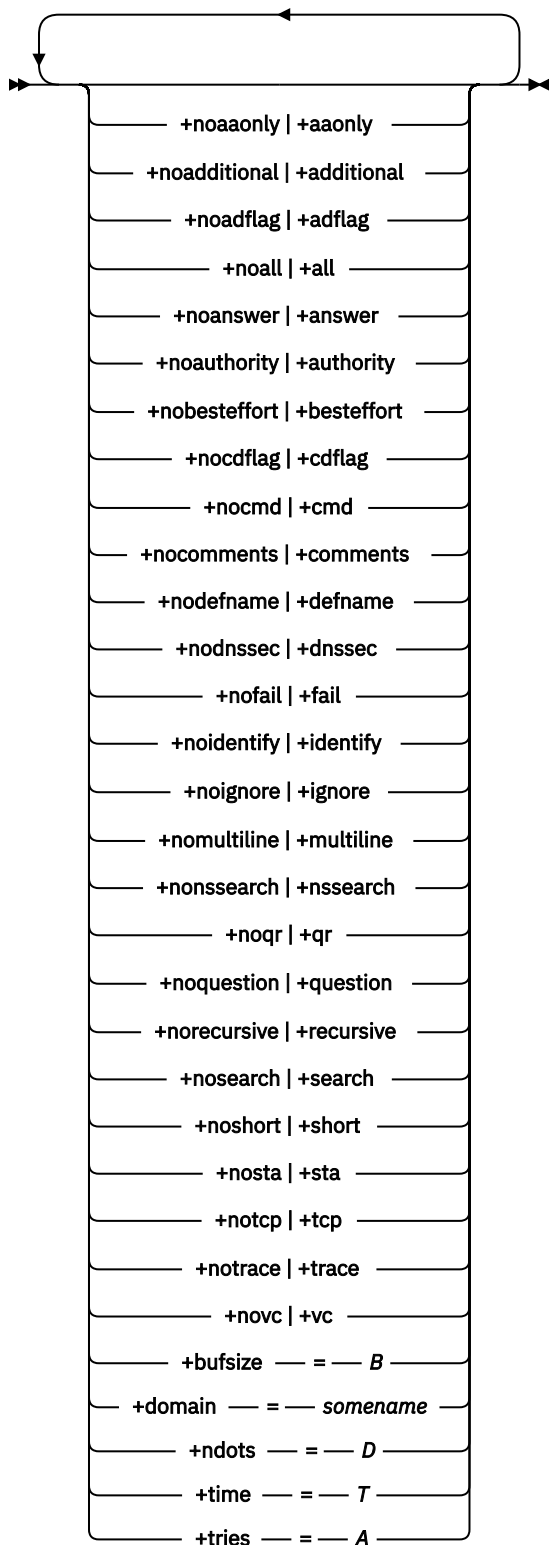 +noaaonly | +aaonly
+noadditional | +additional
+noadflag | +adflag
+noall | +all
+noanswer | +answer
+noauthority | +authority
+nobesteffort | +besteffort
+nocdflag | +cdflag
+nocmd | +cmd
+nocomments | +comments
+nodefname | +defname
+nodnssec | +dnssec
+nofail | +fail
+noidentify | +identify
+noignore | +ignore
+nomultiline | +multiline
+nonssearch | +nssearch
+noqr | +qr
+noquestion | +question
+norecursive | +recursive
+nosearch | +search
+noshort | +short
+nosta | +sta
+notcp | +tcp
+notrace | +trace
+novc | +vc
+bufsize = B
+domain = somename
+ndots = D
+time = T
+tries = A